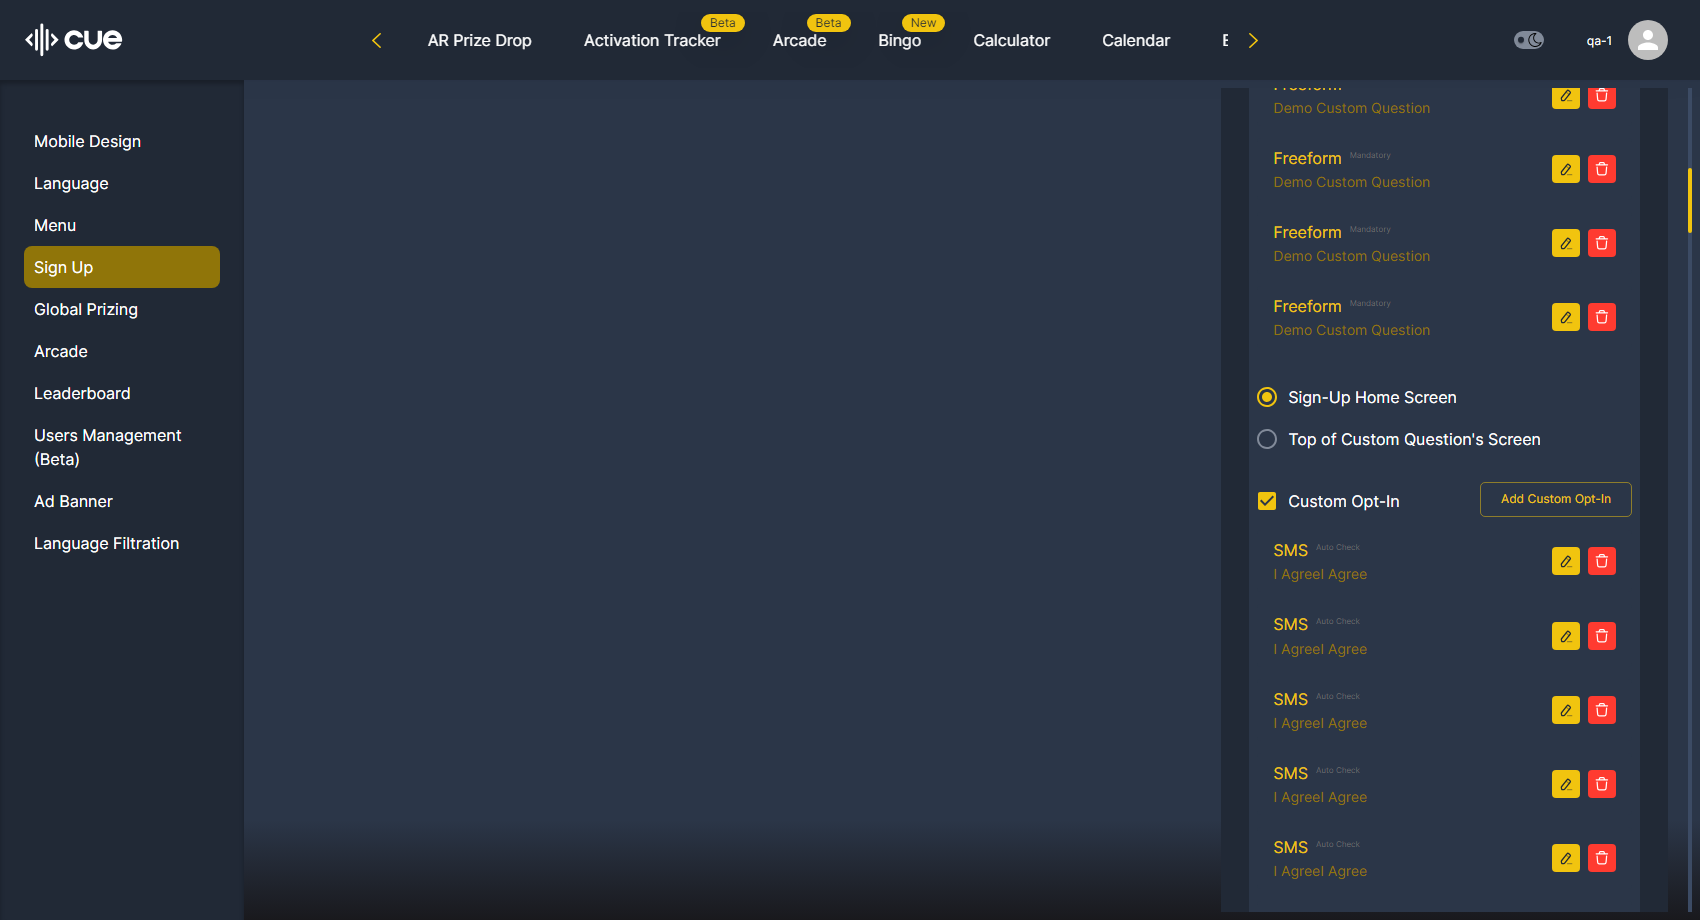 cue
AR Prize Drop
Activation Tracker
Beta
Arcade
Beta
Bingo
New
Calculator
Calendar
qa-1
Mobile Design
Language
Menu
Sign Up
Global Prizing
Arcade
Leaderboard
Users Management
(Beta)
Ad Banner
Language Filtration
Freeform
Demo Custom Question
Freeform Mandatory
Demo Custom Question
Freeform Mandatory
Demo Custom Question
Freeform Mandatory
Demo Custom Question
Sign-Up Home Screen
Top of Custom Question's Screen
Custom Opt-In
Add Custom Opt-In
SMS Auto Check
I AgreeI Agree
SMS Auto Check
I AgreeI Agree
SMS Auto Check
I AgreeI Agree
SMS Auto Check
I AgreeI Agree
SMS Auto Check
I AgreeI Agree